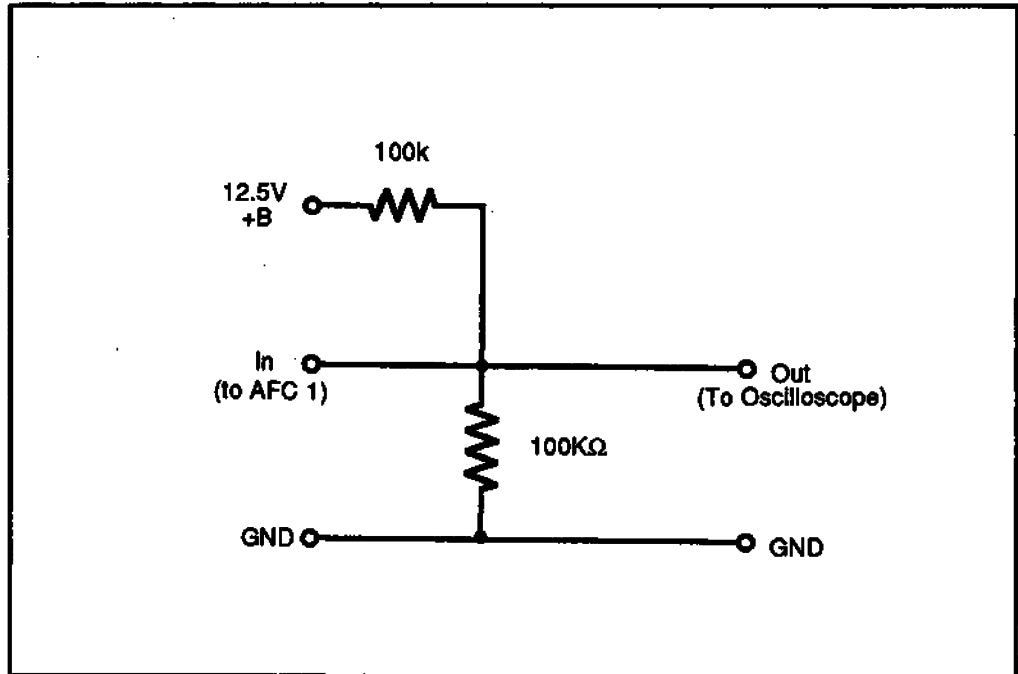 100k
12.5V
+B
In
(to AFC 1)
Out
(To Oscilloscope)
100KΩ
GND
GND